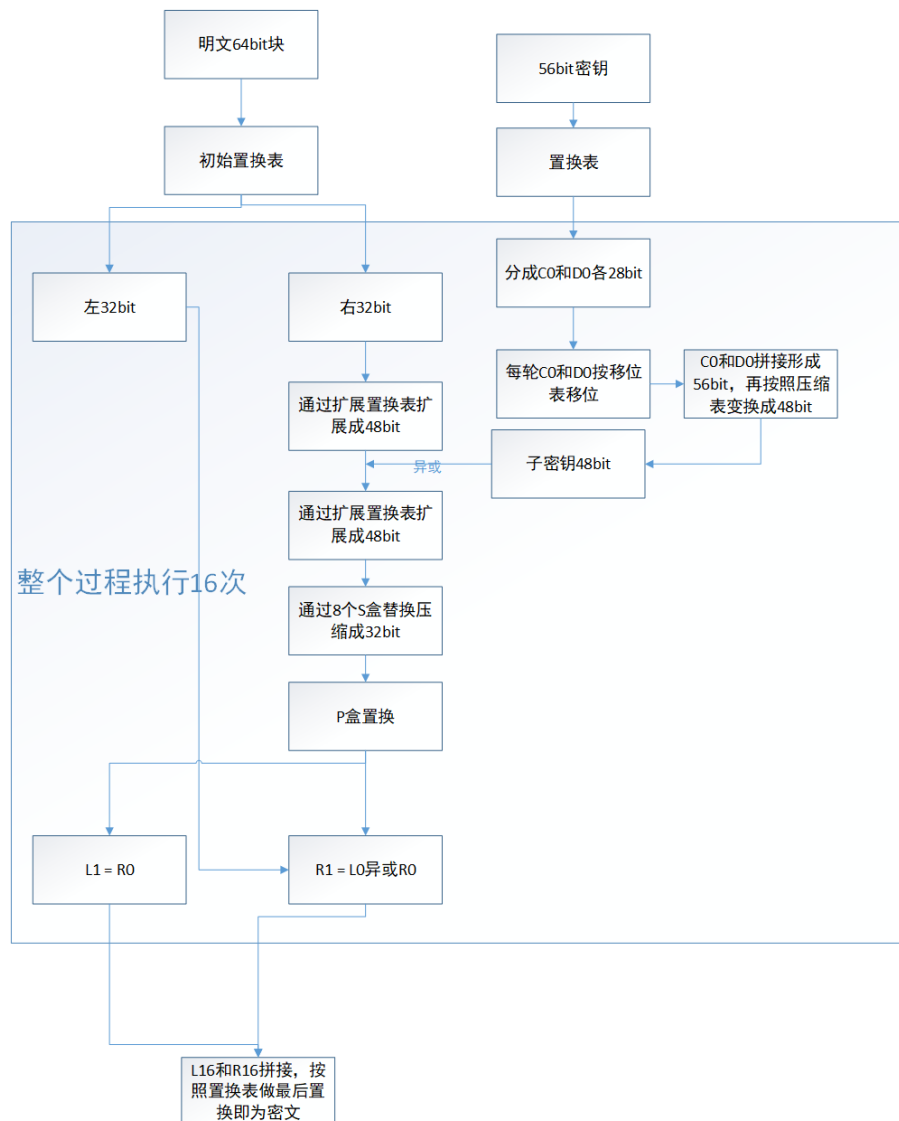 明文64bit块
56bit密钥
初始置换表
置换表
分成C0和D0各28bit
左32bit
右32bit
每轮C0和D0按移位
表移位
C0和D0拼接形成
56bit，再按照压缩
表变换成48bit
通过扩展置换表扩
展成48bit
异或
子密钥48bit
通过扩展置换表扩
展成48bit
整个过程执行16次
通过8个S盒替换压
缩成32bit
P盒置换
L1 = R0
R1 = L0异或R0
L16和R16拼接，按
照置换表做最后置
换即为密文